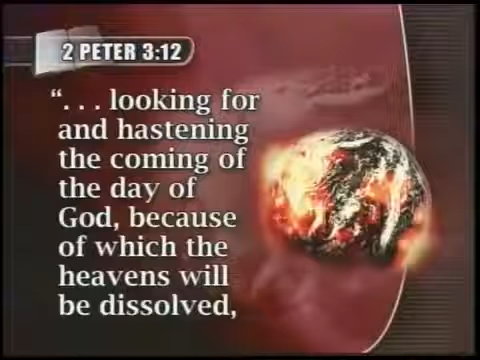 2 PETER 3:12
“. . . looking for
and hastening
the coming of
the day of
God, because
of which the
heavens will
be dissolved,